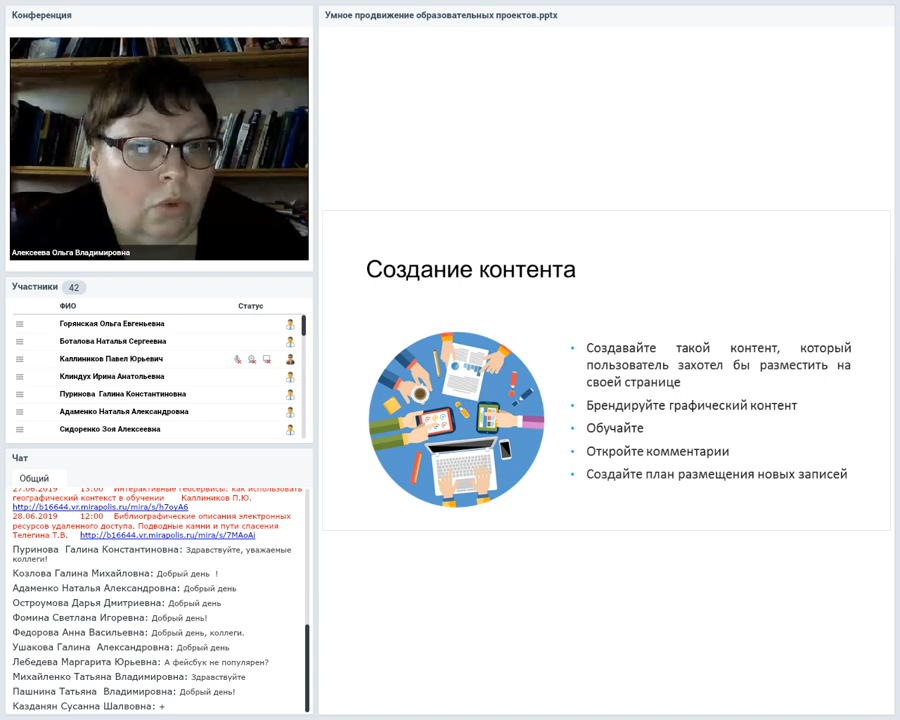 Конференция
Алексеева Ольга Владимировна
Участники 42
ФИО Статус
Горянская Ольга Евгеньевна
Боталова Наталья Сергеевна
Каллиников Павел Юрьевич
Клиндух Ирина Анатольевна
Пуринова Галина Константиновна
Адаменко Наталья Александровна
Сидоренко Зоя Алексеевна
Чат
Общий
27.06.2019 13:00 Интерактивные геосервисы: как использовать
географический контекст в обучении Каллиников П.Ю.
http://b16644.vr.mirapolis.ru/mira/s/h7oyA6
28.06.2019 12:00 Библиографические описания электронных
ресурсов удаленного доступа. Подводные камни и пути спасения
Телегина Т.В. http://b16644.vr.mirapolis.ru/mira/s/7MAoAi
Пуринова Галина Константиновна: Здравствуйте, уважаемые
коллеги!
Козлова Галина Михайловна: Добрый день !
Адаменко Наталья Александровна: Добрый день
Остроумова Дарья Дмитриевна: Добрый день
Фомина Светлана Игоревна: Добрый день!
Федорова Анна Васильевна: Добрый день, коллеги.
Ушакова Галина Александровна: Добрый день
Лебедева Маргарита Юрьевна: А фейсбук не популярен?
Михайленко Татьяна Владимировна: Здравствуйте
Пашнина Татьяна Владимировна: Добрый день!
Казданян Сусанна Шалвовна: +
Умное продвижение образовательных проектов.pptx
Создание контента
• Создавайте такой контент, который
пользователь захотел бы разместить на
своей странице
• Брендируйте графический контент
• Обучайте
• Откройте комментарии
• Создайте план размещения новых записей